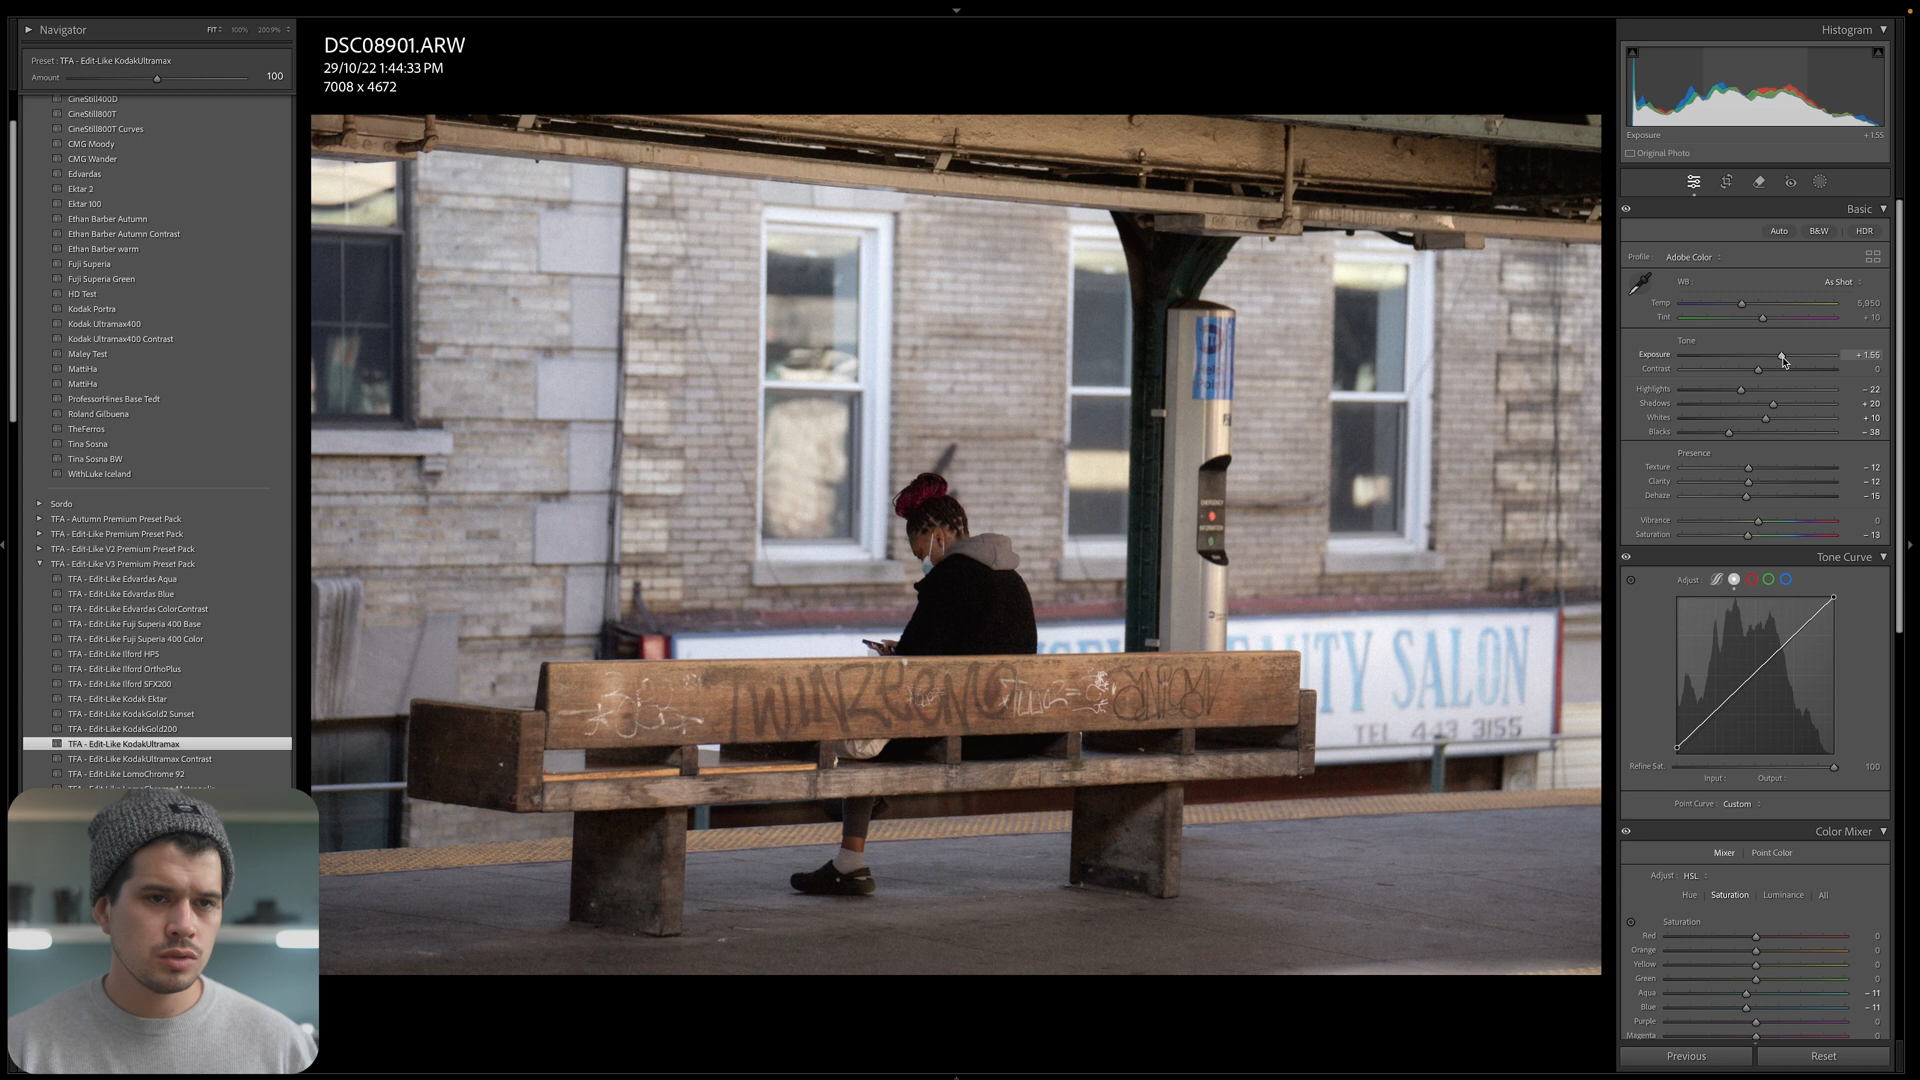 Navigator
FIT
100%
200.9%
Preset : TFA - Edit-Like KodakUltramax
Amount
100
CineStill400D
CineStill800T
CineStill800T Curves
CMG Moody
CMG Wander
Edvardas
Ektar 2
Ektar 100
Ethan Barber Autumn
Ethan Barber Autumn Contrast
Ethan Barber warm
Fuji Superia
Fuji Superia Green
HD Test
Kodak Portra
Kodak Ultramax400
Kodak Ultramax400 Contrast
Maley Test
MattiHa
MattiHa
ProfessorHines Base Tedt
Roland Gilbuena
TheFerros
Tina Sosna
Tina Sosna BW
WithLuke Iceland
Sordo
TFA - Autumn Premium Preset Pack
TFA - Edit-Like Premium Preset Pack
TFA - Edit-Like V2 Premium Preset Pack
TFA - Edit-Like V3 Premium Preset Pack
TFA - Edit-Like Edvardas Aqua
TFA - Edit-Like Edvardas Blue
TFA - Edit-Like Edvardas ColorContrast
TFA - Edit-Like Fuji Superia 400 Base
TFA - Edit-Like Fuji Superia 400 Color
TFA - Edit-Like Ilford HP5
TFA - Edit-Like Ilford OrthoPlus
TFA - Edit-Like Ilford SFX200
TFA - Edit-Like Kodak Ektar
TFA - Edit-Like KodakGold2 Sunset
TFA - Edit-Like KodakGold200
TFA - Edit-Like KodakUltramax
TFA - Edit-Like KodakUltramax Contrast
TFA - Edit-Like LomoChrome 92
DSC08901.ARW
29/10/22 1:44:33 PM
7008 x 4672
EMERGENCY
INFORMATION
UTY SALON
TEL. 4 3 3155
Histogram
Exposure
+ 1.55
Original Photo
Basic
Auto
B&W
HDR
Profile :
Adobe Color
WB :
As Shot
Temp
5,950
Tint
+ 10
Tone
Exposure
+ 1.55
Contrast
0
Highlights
- 22
Shadows
+ 20
Whites
+ 10
Blacks
- 38
Presence
Texture
- 12
Clarity
- 12
Dehaze
- 15
Vibrance
0
Saturation
- 13
Tone Curve
Adjust :
Refine Sat.
100
Input :
Output :
Point Curve :
Custom
Color Mixer
Mixer
Point Color
Adjust :
HSL
Hue
Saturation
Luminance
All
Saturation
Red
0
Orange
0
Yellow
0
Green
0
Aqua
- 11
Blue
- 11
Purple
0
Magenta
0
Previous
Reset